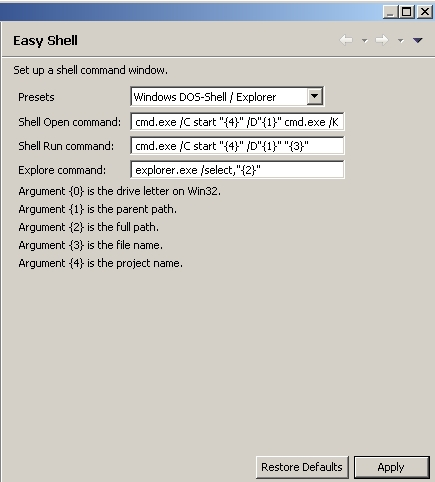 Easy Shell
Set up a shell command window.
Presets Windows DOS-Shell / Explorer
Shell Open command: cmd.exe /C start "{4}" /D"{1}" cmd.exe /K
Shell Run command: cmd.exe /C start "{4}" /D"{1}" "{3}"
Explore command: explorer.exe /select,"{2}"
Argument {0} is the drive letter on Win32.
Argument {1} is the parent path.
Argument {2} is the full path.
Argument {3} is the file name.
Argument {4} is the project name.
Restore Defaults Apply